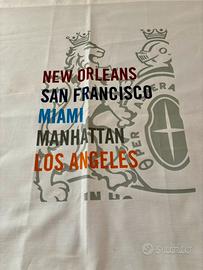 NEW ORLEANS
SAN FRANCISCO
MIAMI
MANHATTAN
LOS ANGELES